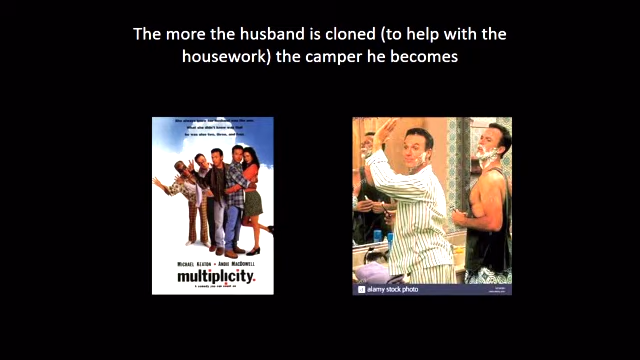 The more the husband is cloned (to help with the
housework) the camper he becomes
MICHAEL KEATON • ANDIE MACDOWELL
multiplicity.
a alamy stock photo